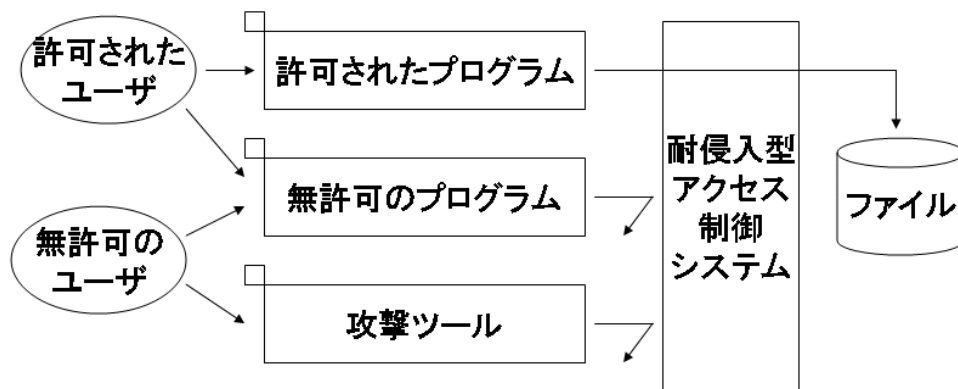 許可された
ユーザ
許可されたプログラム
無許可のプログラム
無許可の
ユーザ
攻撃ツール
耐侵入型
アクセス
制御
システム
ファイル